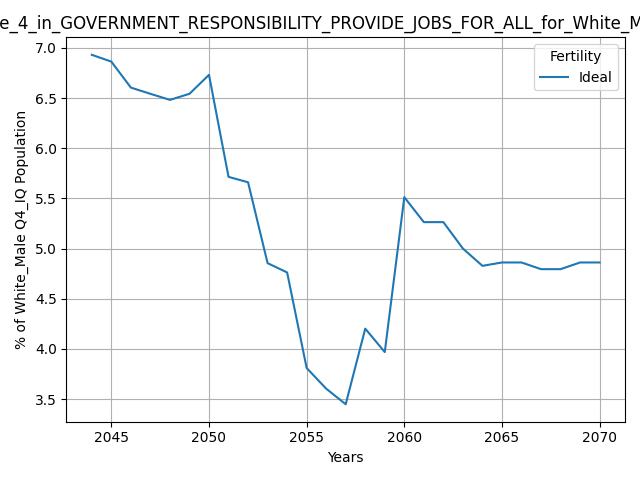 e_4_in_GOVERNMENT_RESPONSIBILITY_PROVIDE_JOBS_FOR_ALL_for_White_M
7.0
6.5
6.0
5.5
5.0
4.5
4.0
3.5
% of White_Male Q4_IQ Population
Fertility
Ideal
2045
2050
2055
2060
2065
2070
Years